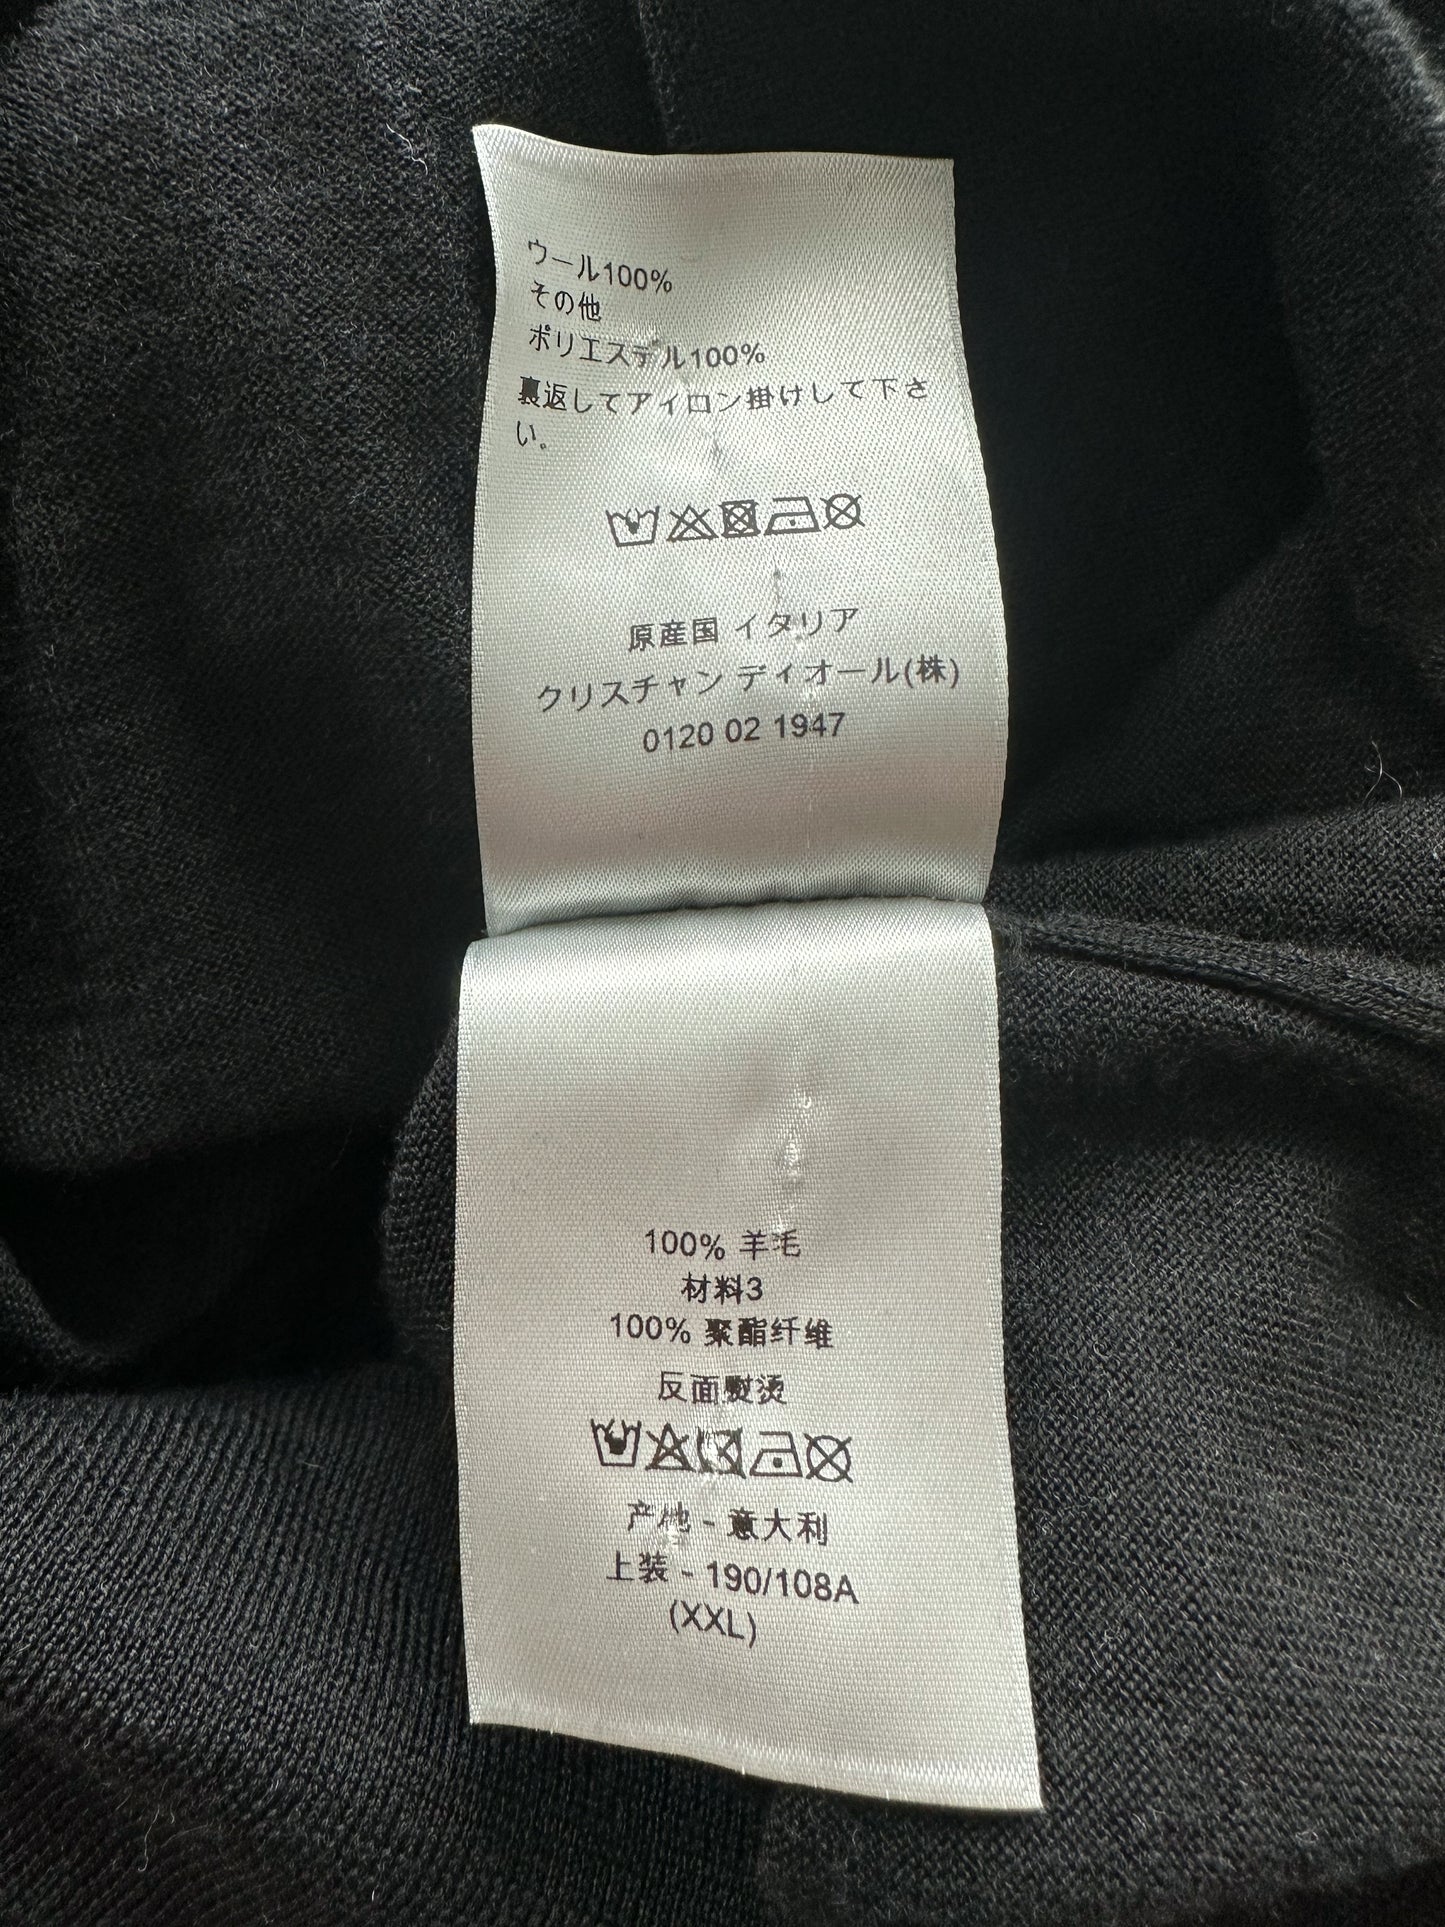 ウール100%
その他
ポリエステル100%
裏返してアイロン掛けして下さ
い。
原産国 イタリア
クリスチャン ディオール(株)
0120 02 1947
100% 羊毛
材料3
100% 聚酯纤维
反面熨烫
产地 - 意大利
上装 - 190/108A
(XXL)